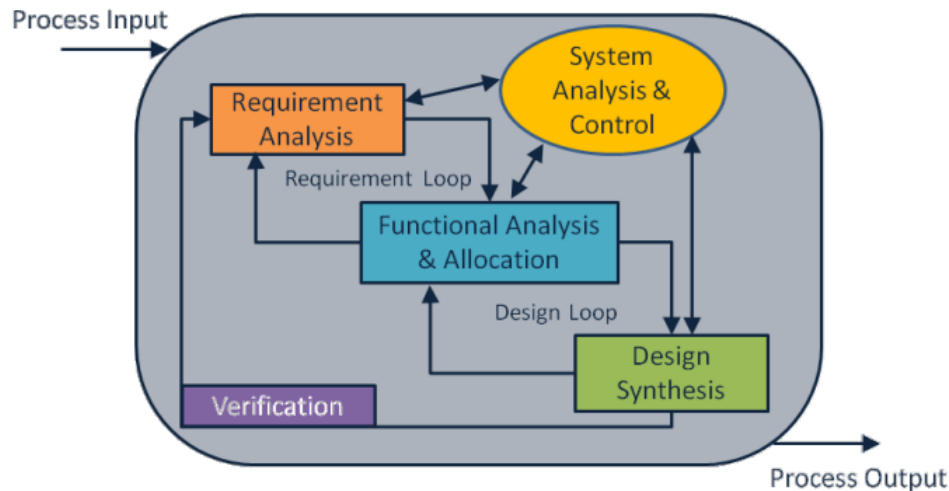 Process Input
System
Analysis &
Control
Requirement
Analysis
Requirement Loop
Functional Analysis
& Allocation
Design Loop
Design
Synthesis
Verification
Process Output